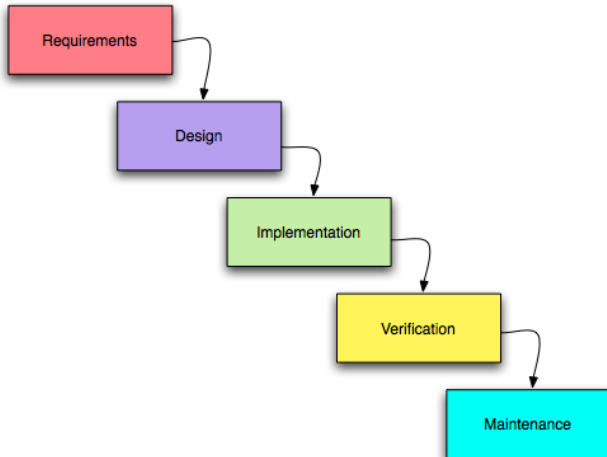 Requirements
Design
Implementation
Verification
Maintenance